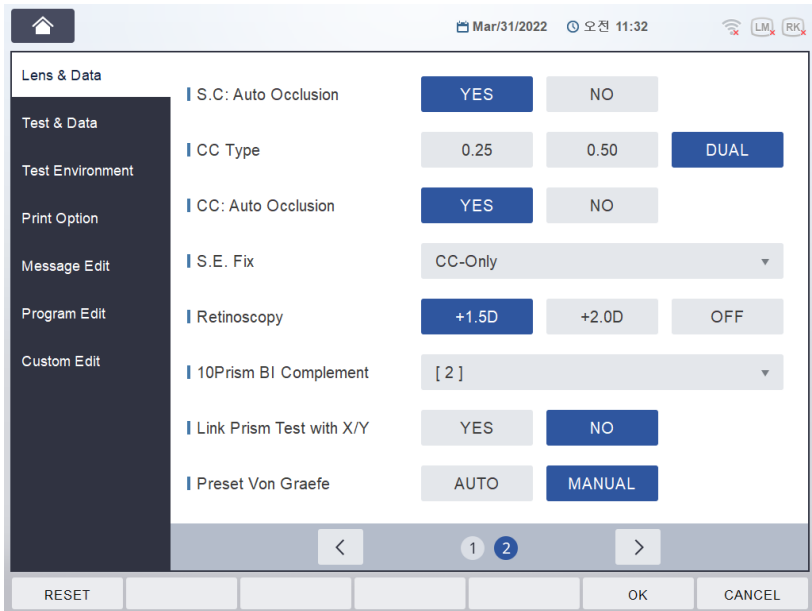 Mar/31/2022 오전 11:32 LM RK
Lens & Data
Test & Data
Test Environment
Print Option
Message Edit
Program Edit
Custom Edit
S.C: Auto Occlusion YES NO
CC Type 0.25 0.50 DUAL
CC: Auto Occlusion YES NO
S.E. Fix CC-Only
Retinoscopy +1.5D +2.0D OFF
10Prism BI Complement [ 2 ]
Link Prism Test with X/Y YES NO
Preset Von Graefe AUTO MANUAL
< 1 2 >
RESET OK CANCEL